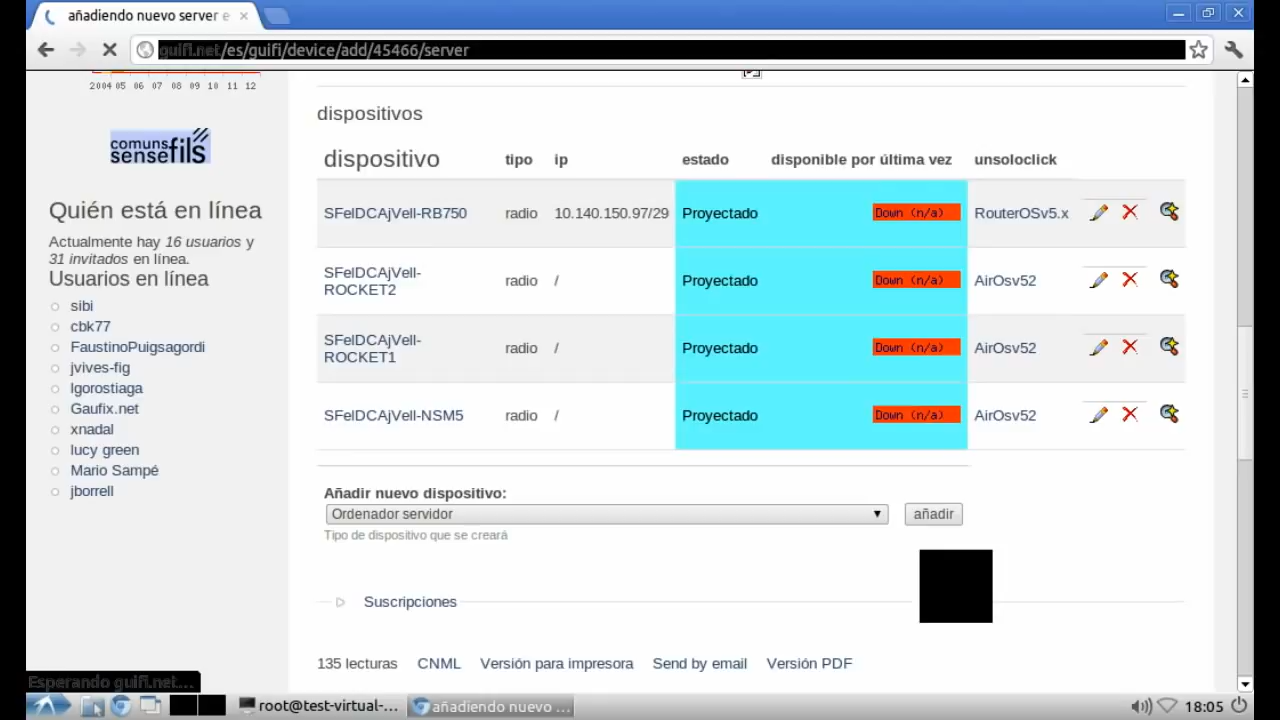 añadiendo nuevo server e
guifi.net/es/guifi/device/add/45466/server
2004 05 06 07 08 09 10 11 12
comuns
sensefils
Quién está en línea
Actualmente hay 16 usuarios y
31 invitados en línea.
Usuarios en línea
sibi
cbk77
FaustinoPuigsagordi
jvives-fig
lgorostiaga
Gaufix.net
xnadal
lucy green
Mario Sampé
jborrell
dispositivos
dispositivo tipo ip estado disponible por última vez unsoloclick
SFelDCAjVell-RB750 radio 10.140.150.97/29 Proyectado Down (n/a) RouterOSv5.x
SFelDCAjVell-
ROCKET2 radio / Proyectado Down (n/a) AirOsv52
SFelDCAjVell-
ROCKET1 radio / Proyectado Down (n/a) AirOsv52
SFelDCAjVell-NSM5 radio / Proyectado Down (n/a) AirOsv52
Añadir nuevo dispositivo:
Ordenador servidor añadir
Tipo de dispositivo que se creará
Suscripciones
135 lecturas CNML Versión para impresora Send by email Versión PDF
Esperando guifi.net...
root@test-virtual-... añadiendo nuevo ... 18:05